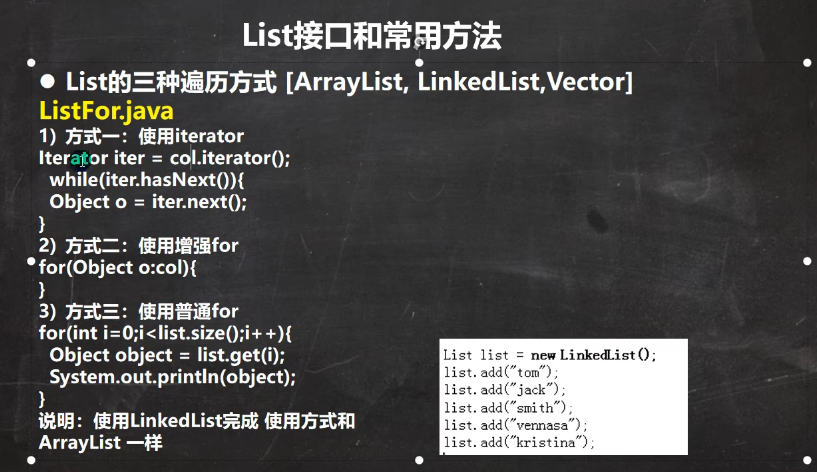 List接口和常用方法
● List的三种遍历方式 [ArrayList, LinkedList,Vector]
ListFor.java
1) 方式一：使用iterator
Iterator iter = col.iterator();
while(iter.hasNext()){
Object o = iter.next();
}
2) 方式二：使用增强for
for(Object o:col){
}
3) 方式三：使用普通for
for(int i=0;i<list.size();i++){
Object object = list.get(i);
System.out.println(object);
}
说明：使用LinkedList完成 使用方式和
ArrayList 一样
List list = new LinkedList();
list.add("tom");
list.add("jack");
list.add("smith");
list.add("vennasa");
list.add("kristina");